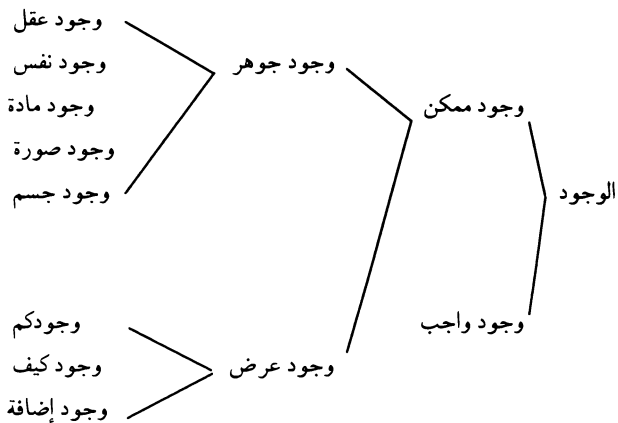 الوجود
وجود ممكن
وجود واجب
وجود جوهر
وجود عرض
وجود عقل
وجود نفس
وجود مادة
وجود صورة
وجود جسم
وجودكم
وجود كيف
وجود إضافة